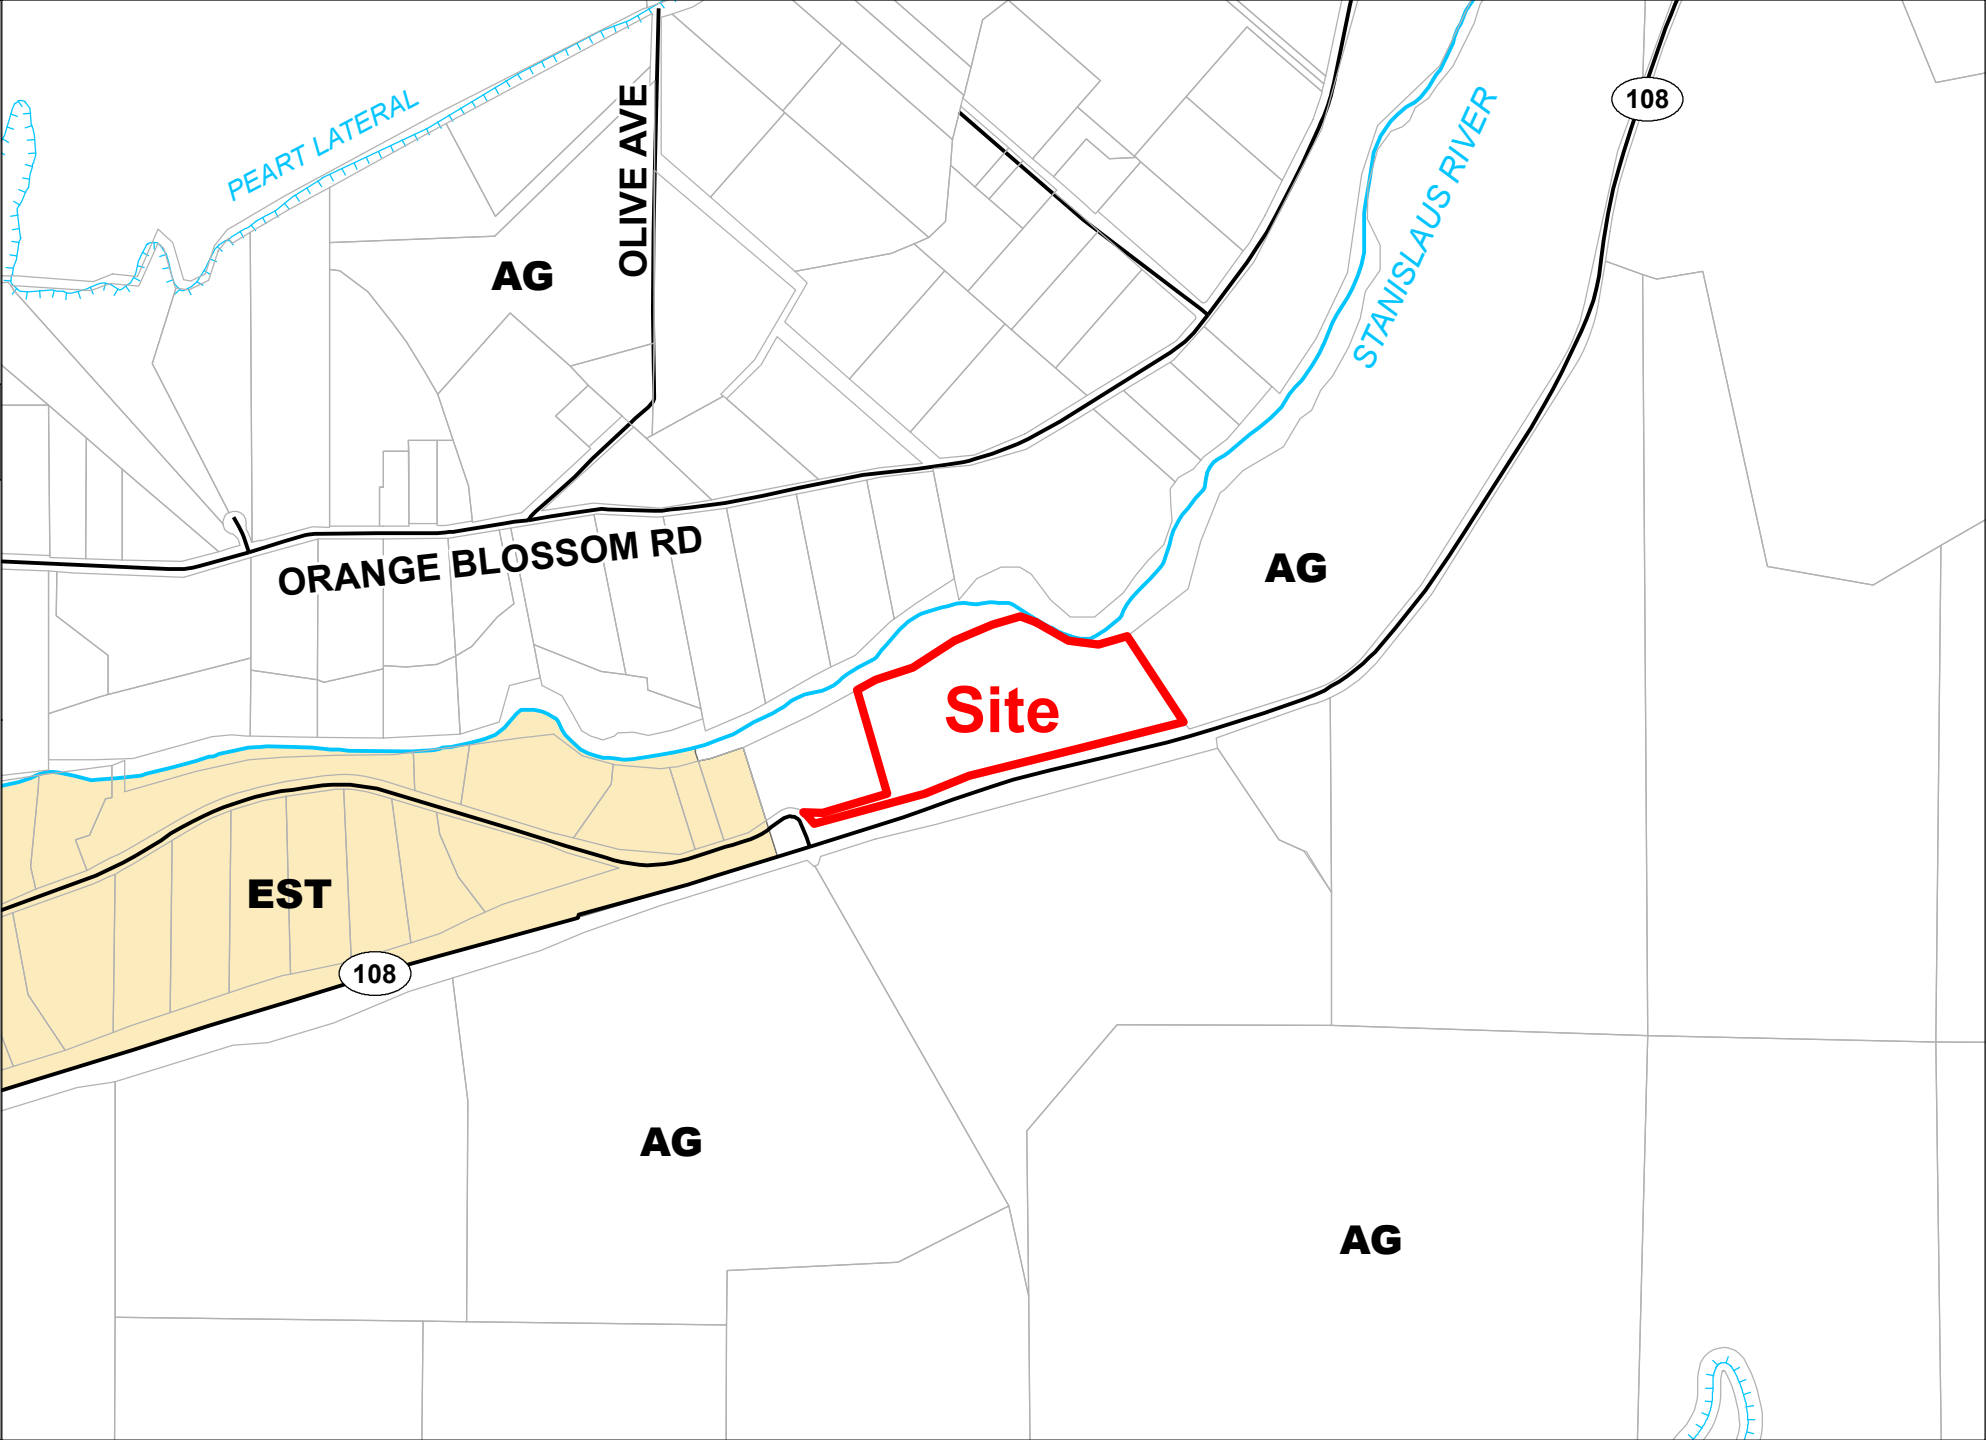 PEART LATERAL
OLIVE AVE
STANISLAUS RIVER
108
AG
ORANGE BLOSSOM RD
AG
Site
EST
108
AG
AG